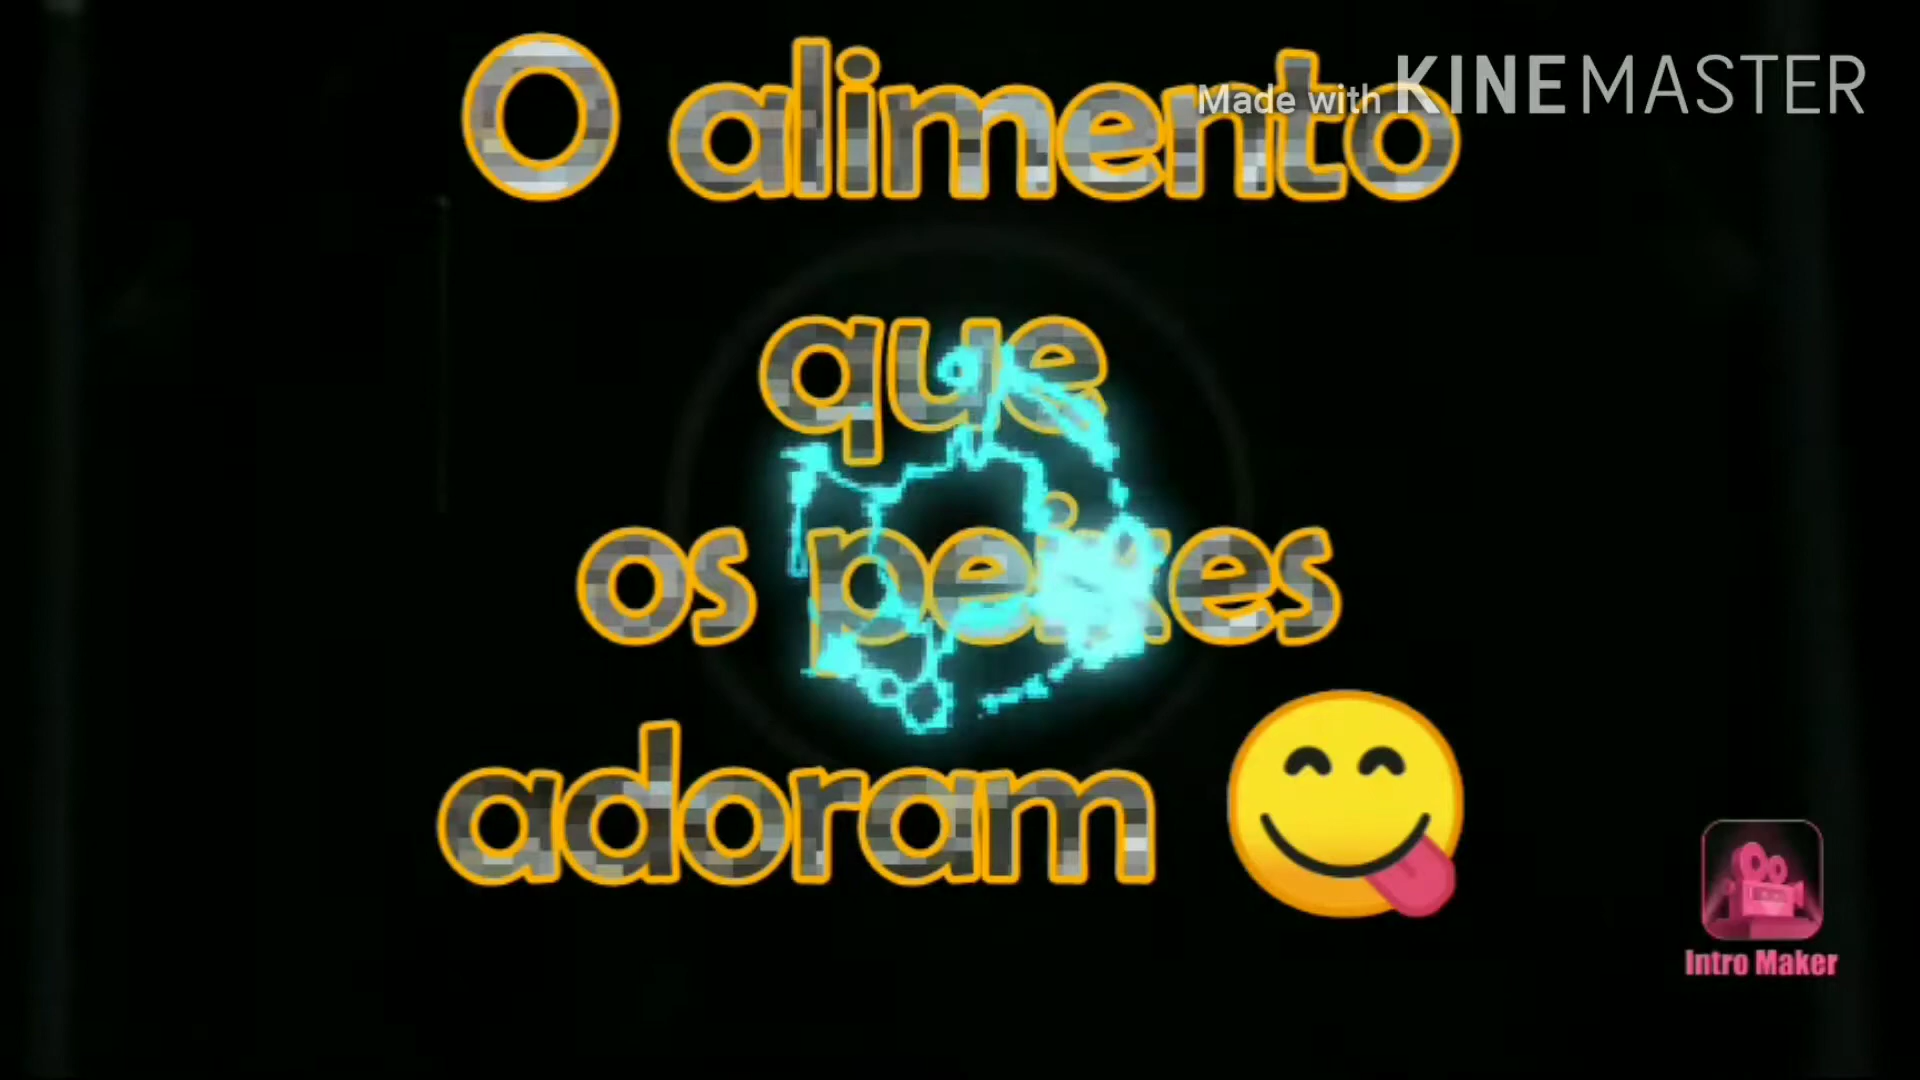 O alimento
Made with KINEMASTER
que
os peixes
adoram 😋
Intro Maker